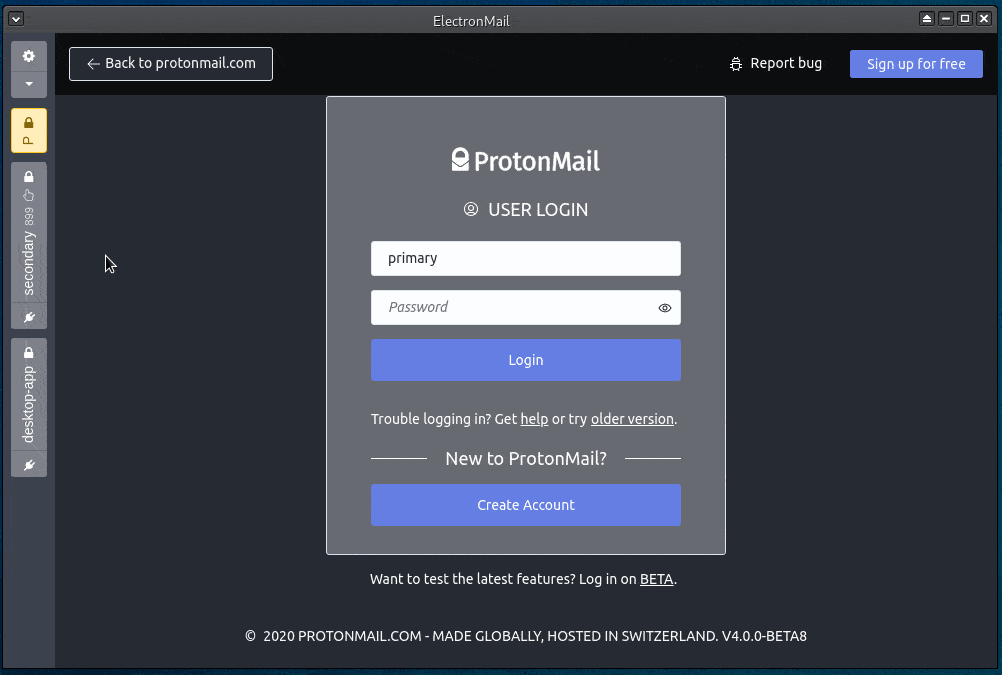 ElectronMail
← Back to protonmail.com
Report bug
Sign up for free
P
899
secondary
desktop-app
ProtonMail
USER LOGIN
primary
Password
Login
Trouble logging in? Get help or try older version.
New to ProtonMail?
Create Account
Want to test the latest features? Log in on BETA.
© 2020 PROTONMAIL.COM - MADE GLOBALLY, HOSTED IN SWITZERLAND. V4.0.0-BETA8